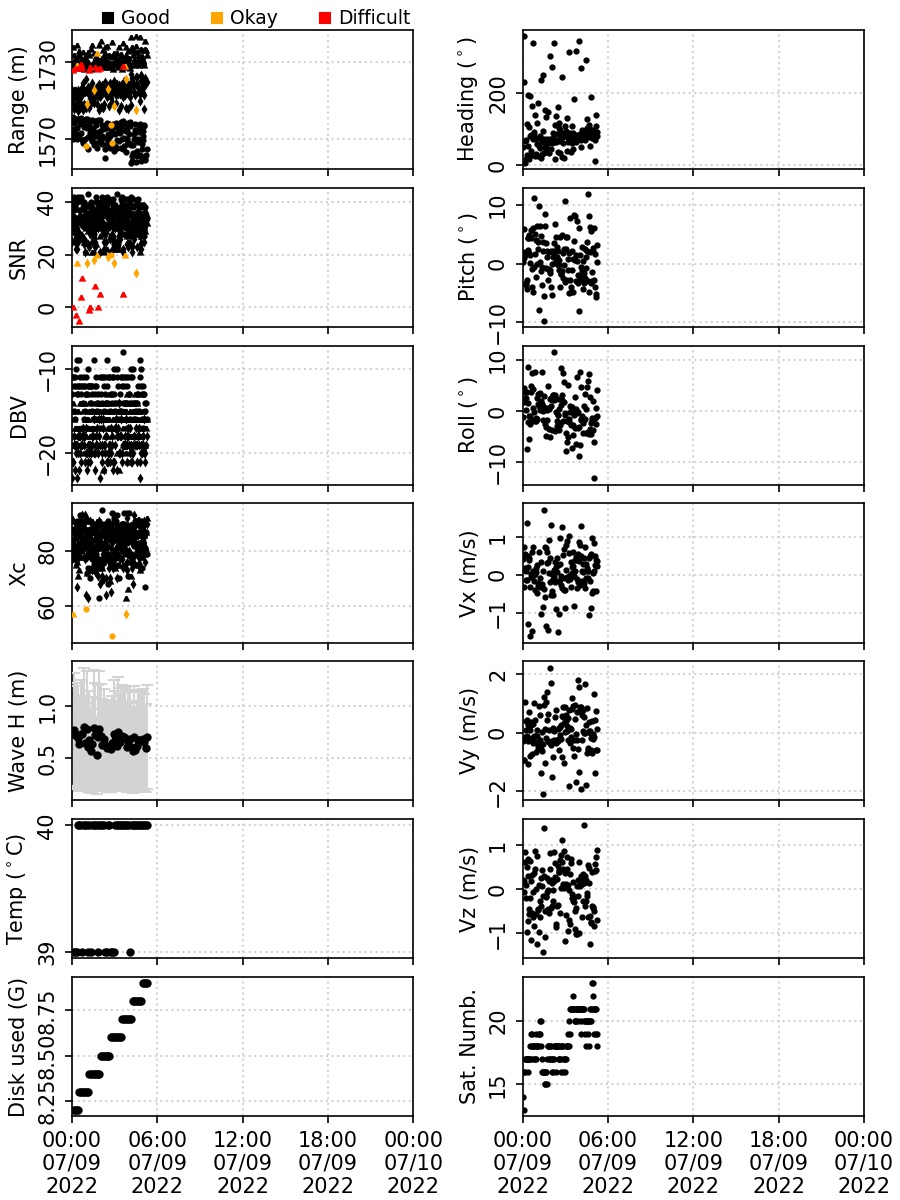 Good Okay Difficult
Range (m)
1730
1570
Heading ( ° )
200
0
SNR
40
20
0
Pitch ( ° )
10
0
−10
DBV
−10
−20
Roll ( ° )
10
0
−10
Xc
80
60
Vx (m/s)
1
0
−1
Wave H (m)
1.0
0.5
Vy (m/s)
2
0
−2
Temp ( ° C)
40
39
Vz (m/s)
1
0
−1
Disk used (G)
8.75
8.50
8.25
Sat. Numb.
20
15
00:00 06:00 12:00 18:00 00:00
07/09 07/09 07/09 07/09 07/10
2022 2022 2022 2022 2022
00:00 06:00 12:00 18:00 00:00
07/09 07/09 07/09 07/09 07/10
2022 2022 2022 2022 2022